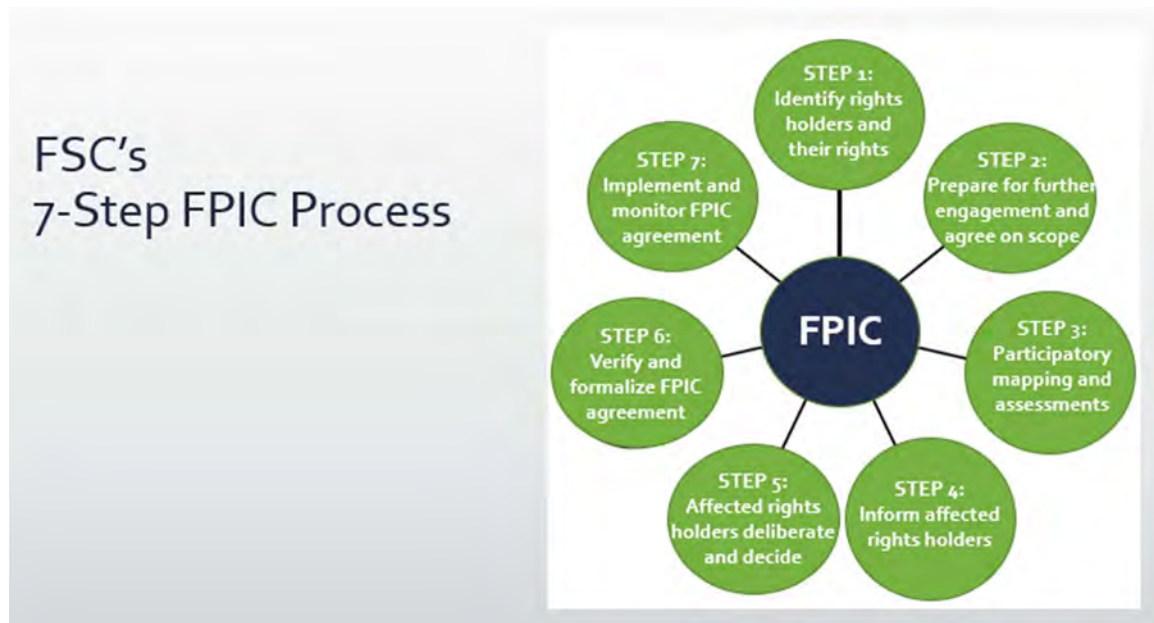 FSC's
7-Step FPIC Process
STEP 1:
Identify rights
holders and
their rights
STEP 2:
Prepare for further
engagement and
agree on scope
STEP 3:
Participatory
mapping and
assessments
STEP 4:
Inform affected
rights holders
STEP 5:
Affected rights
holders deliberate
and decide
STEP 6:
Verify and
formalize FPIC
agreement
STEP 7:
Implement and
monitor FPIC
agreement
FPIC